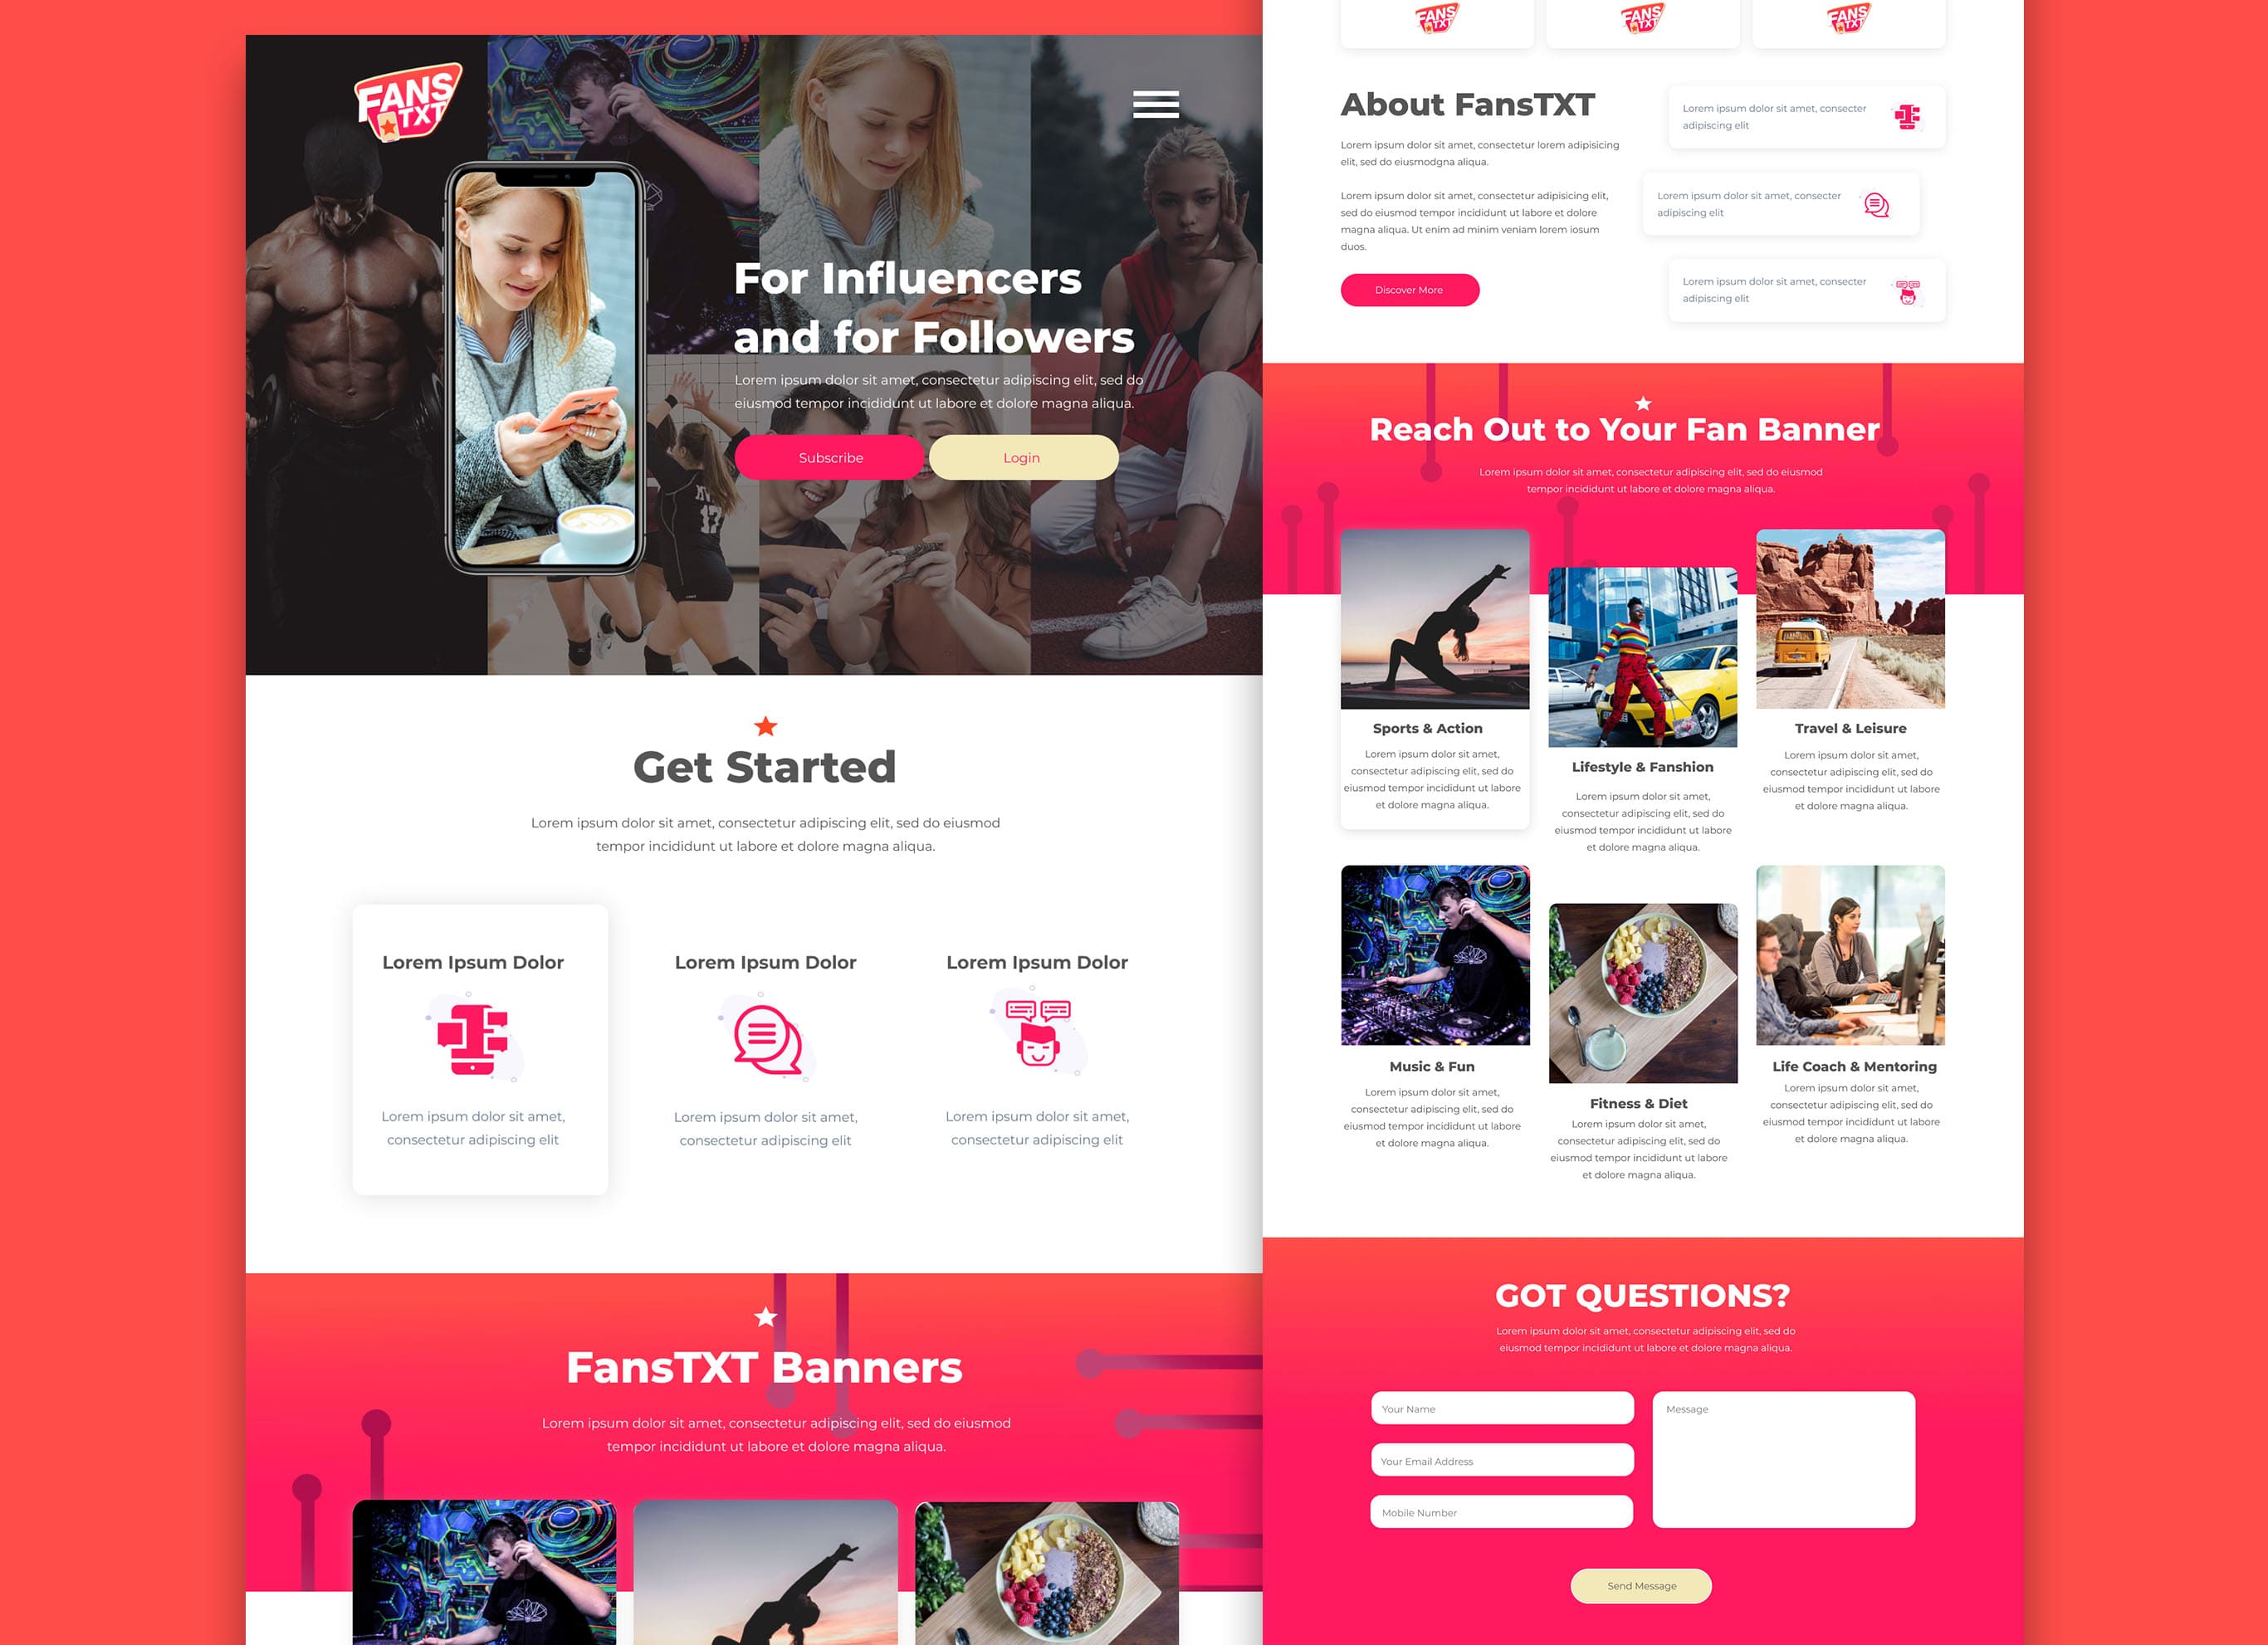 FANS
TXT
For Influencers
and for Followers
Lorem ipsum dolor sit amet, consectetur adipiscing elit, sed do
eiusmod tempor incididunt ut labore et dolore magna aliqua.
Subscribe
Login
17
Get Started
Lorem ipsum dolor sit amet, consectetur adipiscing elit, sed do eiusmod
tempor incididunt ut labore et dolore magna aliqua.
Lorem Ipsum Dolor
Lorem ipsum dolor sit amet,
consectetur adipiscing elit
Lorem Ipsum Dolor
Lorem ipsum dolor sit amet,
consectetur adipiscing elit
Lorem Ipsum Dolor
Lorem ipsum dolor sit amet,
consectetur adipiscing elit
FansTXT Banners
Lorem ipsum dolor sit amet, consectetur adipiscing elit, sed do eiusmod
tempor incididunt ut labore et dolore magna aliqua.
FANS
TXT
FANS
TXT
FANS
TXT
About FansTXT
Lorem ipsum dolor sit amet, consectetur lorem adipisicing
elit, sed do eiusmodgna aliqua.
Lorem ipsum dolor sit amet, consectetur adipisicing elit,
sed do eiusmod tempor incididunt ut labore et dolore
magna aliqua. Ut enim ad minim veniam lorem iosum
duos.
Discover More
Lorem ipsum dolor sit amet, consecter
adipiscing elit
Lorem ipsum dolor sit amet, consecter
adipiscing elit
Lorem ipsum dolor sit amet, consecter
adipiscing elit
Reach Out to Your Fan Banner
Lorem ipsum dolor sit amet, consectetur adipiscing elit, sed do eiusmod
tempor incididunt ut labore et dolore magna aliqua.
Sports & Action
Lorem ipsum dolor sit amet,
consectetur adipiscing elit, sed do
eiusmod tempor incididunt ut labore
et dolore magna aliqua.
Lifestyle & Fanshion
Lorem ipsum dolor sit amet,
consectetur adipiscing elit, sed do
eiusmod tempor incididunt ut labore
et dolore magna aliqua.
Travel & Leisure
Lorem ipsum dolor sit amet,
consectetur adipiscing elit, sed do
eiusmod tempor incididunt ut labore
et dolore magna aliqua.
Music & Fun
Lorem ipsum dolor sit amet,
consectetur adipiscing elit, sed do
eiusmod tempor incididunt ut labore
et dolore magna aliqua.
Fitness & Diet
Lorem ipsum dolor sit amet,
consectetur adipiscing elit, sed do
eiusmod tempor incididunt ut labore
et dolore magna aliqua.
Life Coach & Mentoring
Lorem ipsum dolor sit amet,
consectetur adipiscing elit, sed do
eiusmod tempor incididunt ut labore
et dolore magna aliqua.
GOT QUESTIONS?
Lorem ipsum dolor sit amet, consectetur adipiscing elit, sed do
eiusmod tempor incididunt ut labore et dolore magna aliqua.
Your Name
Your Email Address
Mobile Number
Message
Send Message